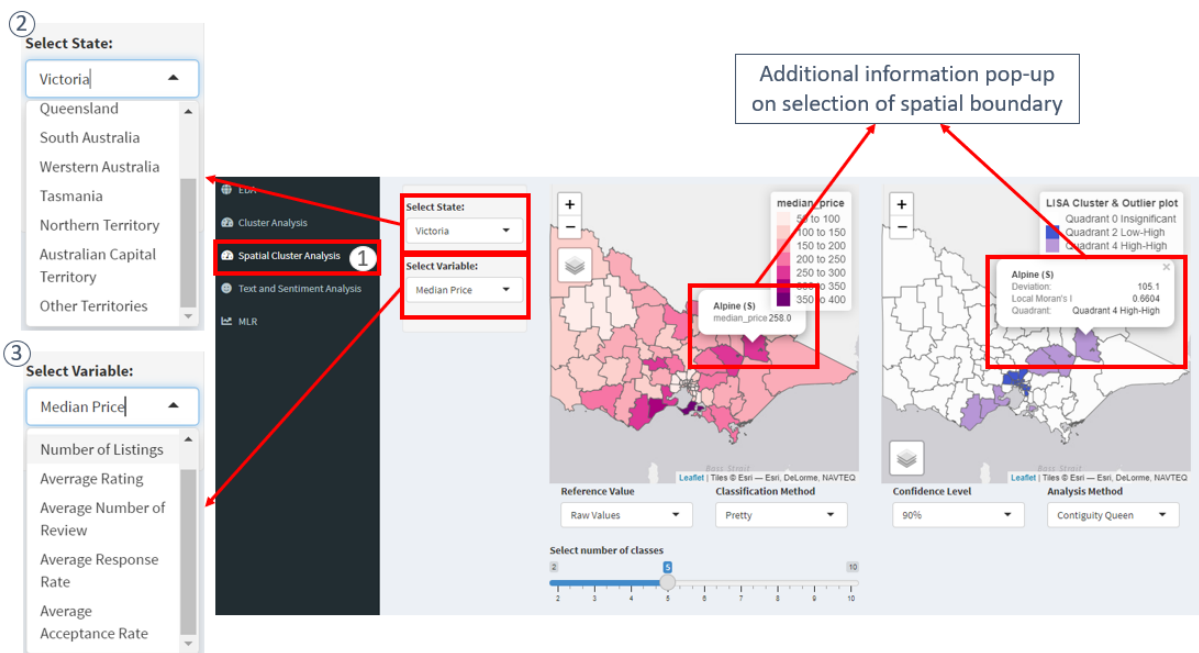 ②
Select State:
Victoria
Queensland
South Australia
Werstern Australia
Tasmania
Northern Territory
Australian Capital
Territory
Other Territories
③
Select Variable:
Median Price
Number of Listings
Averrage Rating
Average Number of
Review
Average Response
Rate
Average
Acceptance Rate
EDA
Cluster Analysis
Spatial Cluster Analysis ①
Text and Sentiment Analysis
MLR
Select State:
Victoria
Select Variable:
Median Price
Additional information pop-up
on selection of spatial boundary
+
−
median_price
50 to 100
100 to 150
150 to 200
200 to 250
250 to 300
300 to 350
350 to 400
Alpine (S)
median_price 258.0
Bass Strait
Leaflet | Tiles © Esri — Esri, DeLorme, NAVTEQ
Reference Value
Raw Values
Classification Method
Pretty
Select number of classes
2 5 10
2 3 4 5 6 7 8 9 10
+
−
LISA Cluster & Outlier plot
Quadrant 0 Insignificant
Quadrant 2 Low-High
Quadrant 4 High-High
Alpine (S) ×
Deviation: 105.1
Local Moran's I 0.6604
Quadrant: Quadrant 4 High-High
Bass Strait
Leaflet | Tiles © Esri — Esri, DeLorme, NAVTEQ
Confidence Level
90%
Analysis Method
Contiguity Queen